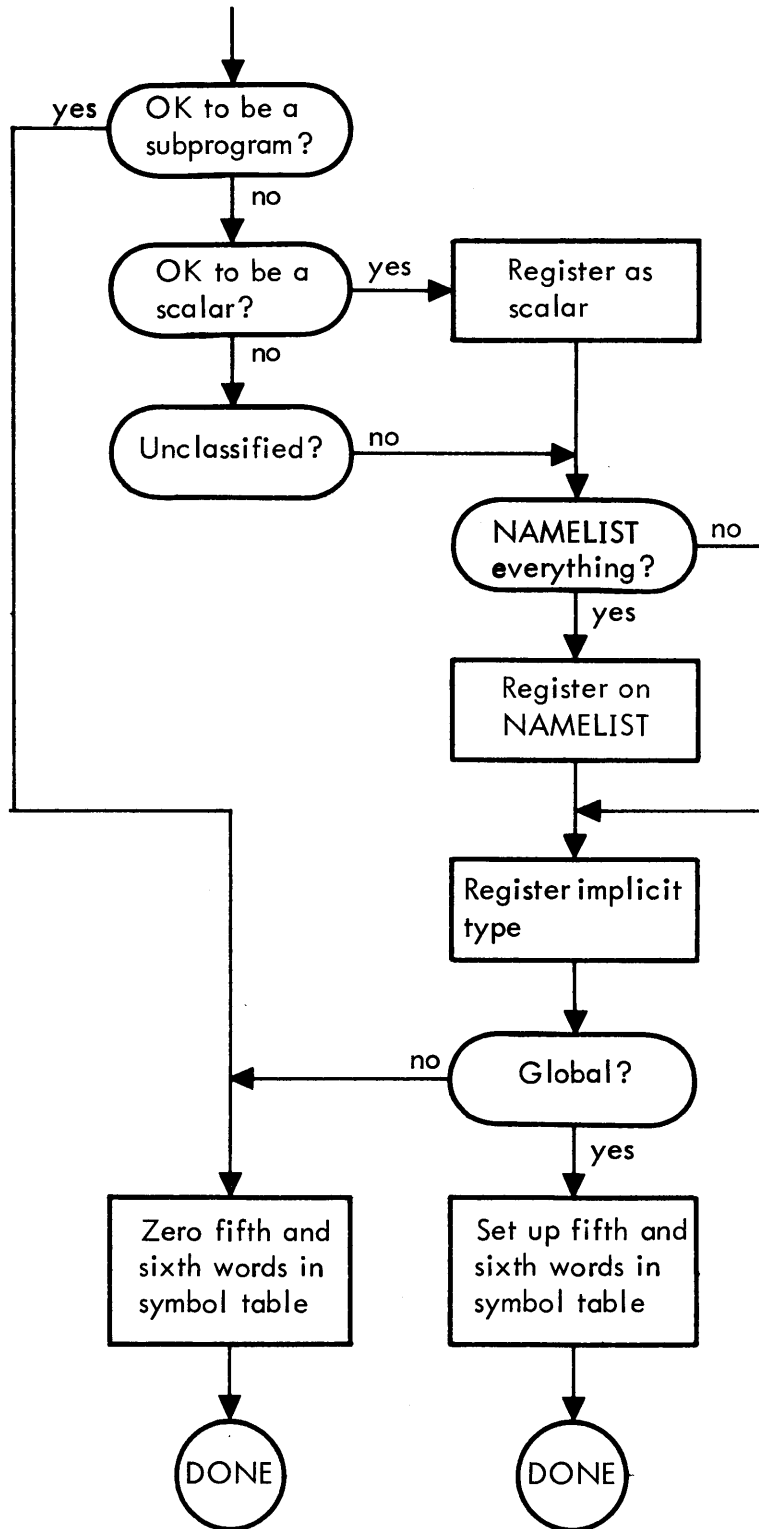 yes
OK to be a
subprogram?
no
OK to be a
scalar?
yes
Register as
scalar
no
Unclassified?
no
NAMELIST
everything?
no
yes
Register on
NAMELIST
Register implicit
type
no
Global?
yes
Zero fifth and
sixth words in
symbol table
Set up fifth and
sixth words in
symbol table
DONE
DONE